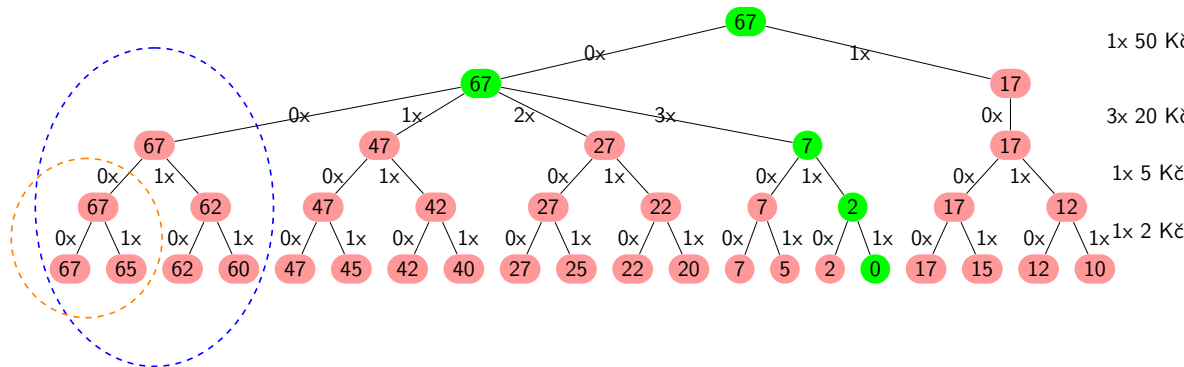 67
1x 50 Kč
0x 1x
67 17
0x 1x 2x 3x 0x 3x 20 Kč
67 47 27 7 17
0x 1x 0x 1x 0x 1x 0x 1x 0x 1x 1x 5 Kč
67 62 47 42 27 22 7 2 17 12
0x 1x 0x 1x 0x 1x 0x 1x 0x 1x 0x 1x 0x 1x 0x 1x 0x 1x 0x 1x 1x 2 Kč
67 65 62 60 47 45 42 40 27 25 22 20 7 5 2 0 17 15 12 10